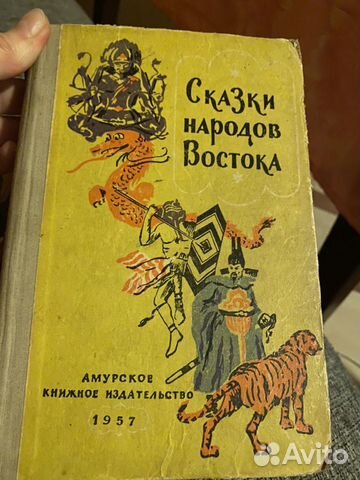 Сказки
народов
Востока
АМУРСКОЕ
КНИЖНОЕ ИЗДАТЕЛЬСТВО
1957
Avito